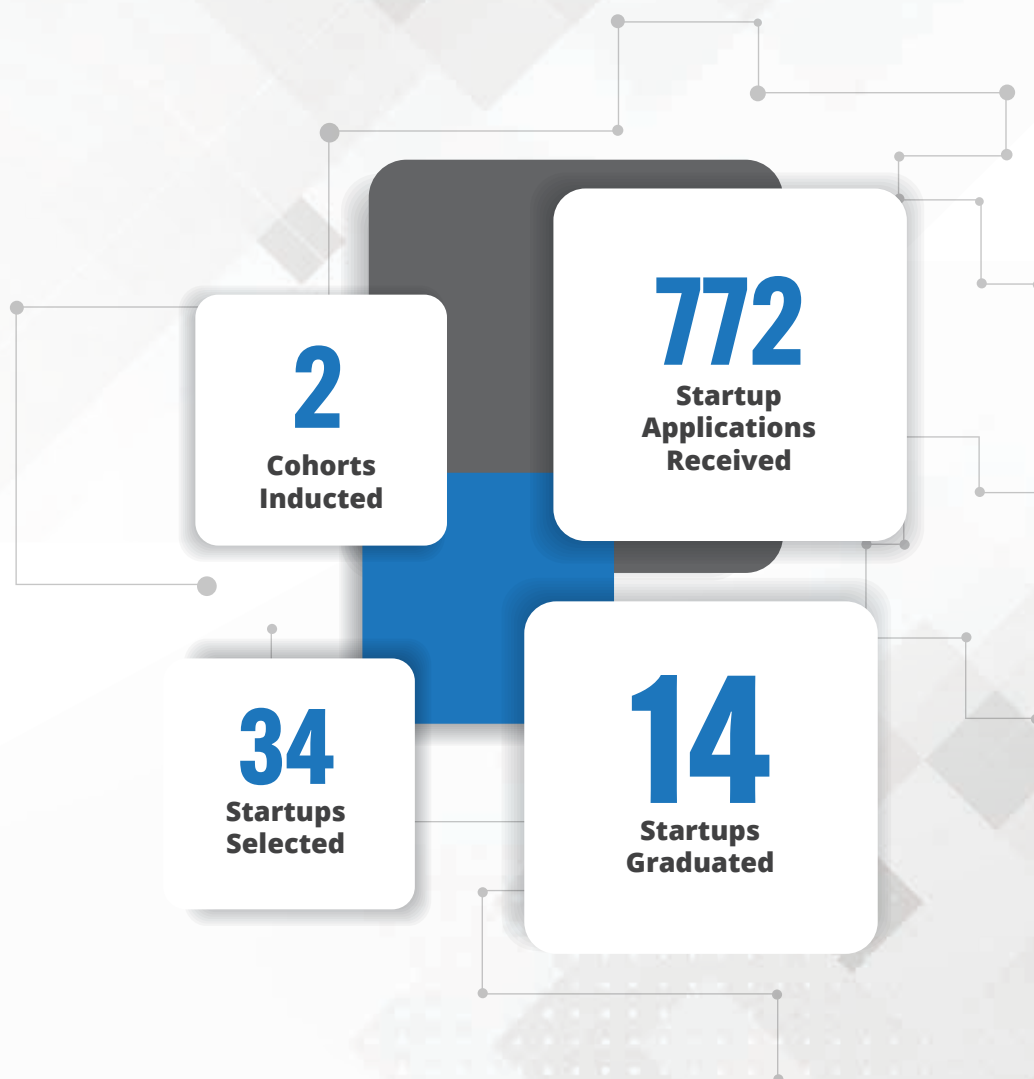 2
Cohorts
Inducted
772
Startup
Applications
Received
34
Startups
Selected
14
Startups
Graduated